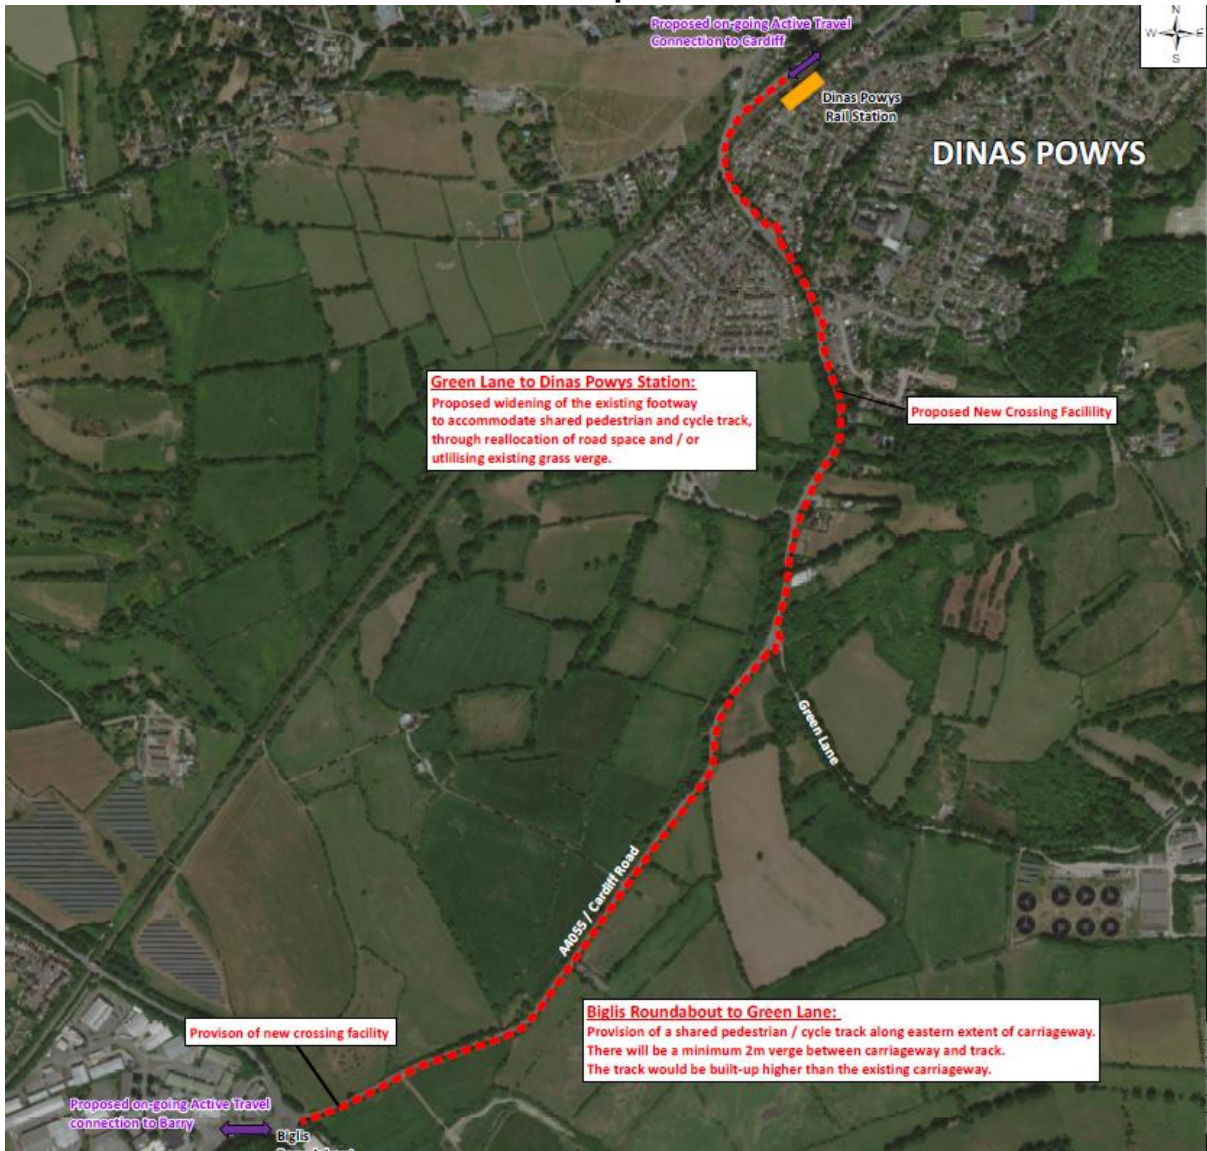 Proposed on-going Active Travel
Connection to Cardiff
N
W E
S
Dinas Powys
Rail Station
DINAS POWYS
Green Lane to Dinas Powys Station:
Proposed widening of the existing footway
to accommodate shared pedestrian and cycle track,
through reallocation of road space and / or
utlilising existing grass verge.
Proposed New Crossing Facilility
Green Lane
A4055 / Cardiff Road
Biglis Roundabout to Green Lane:
Provision of a shared pedestrian / cycle track along eastern extent of carriageway.
There will be a minimum 2m verge between carriageway and track.
The track would be built-up higher than the existing carriageway.
Provison of new crossing facility
Proposed on-going Active Travel
connection to Barry
Biglis